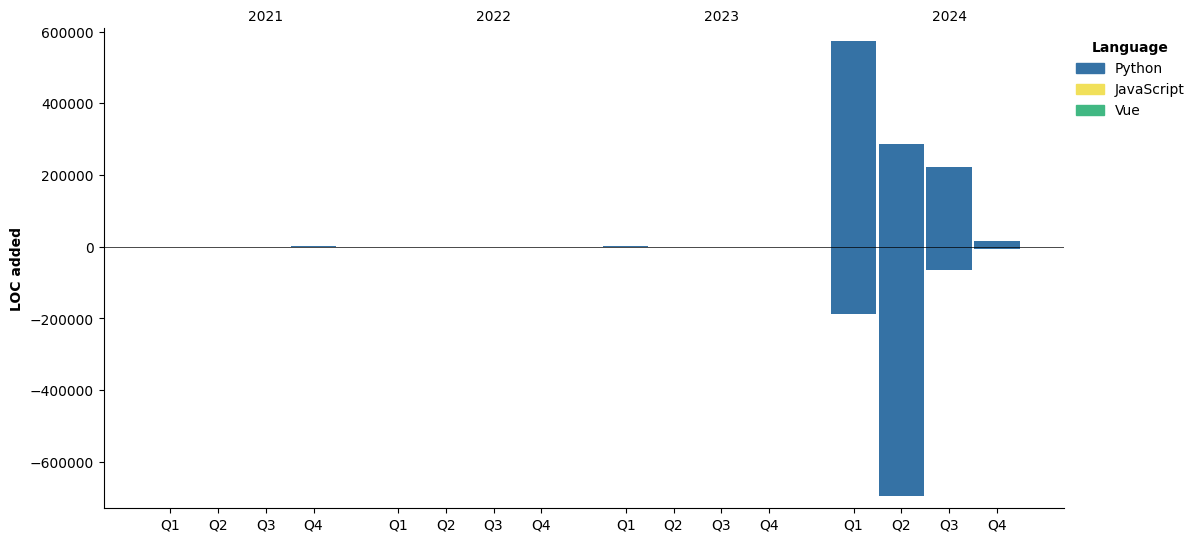 2021 2022 2023 2024
600000
400000
200000
0
−200000
−400000
−600000
LOC added
Q1 Q2 Q3 Q4 Q1 Q2 Q3 Q4 Q1 Q2 Q3 Q4 Q1 Q2 Q3 Q4
Language
Python
JavaScript
Vue